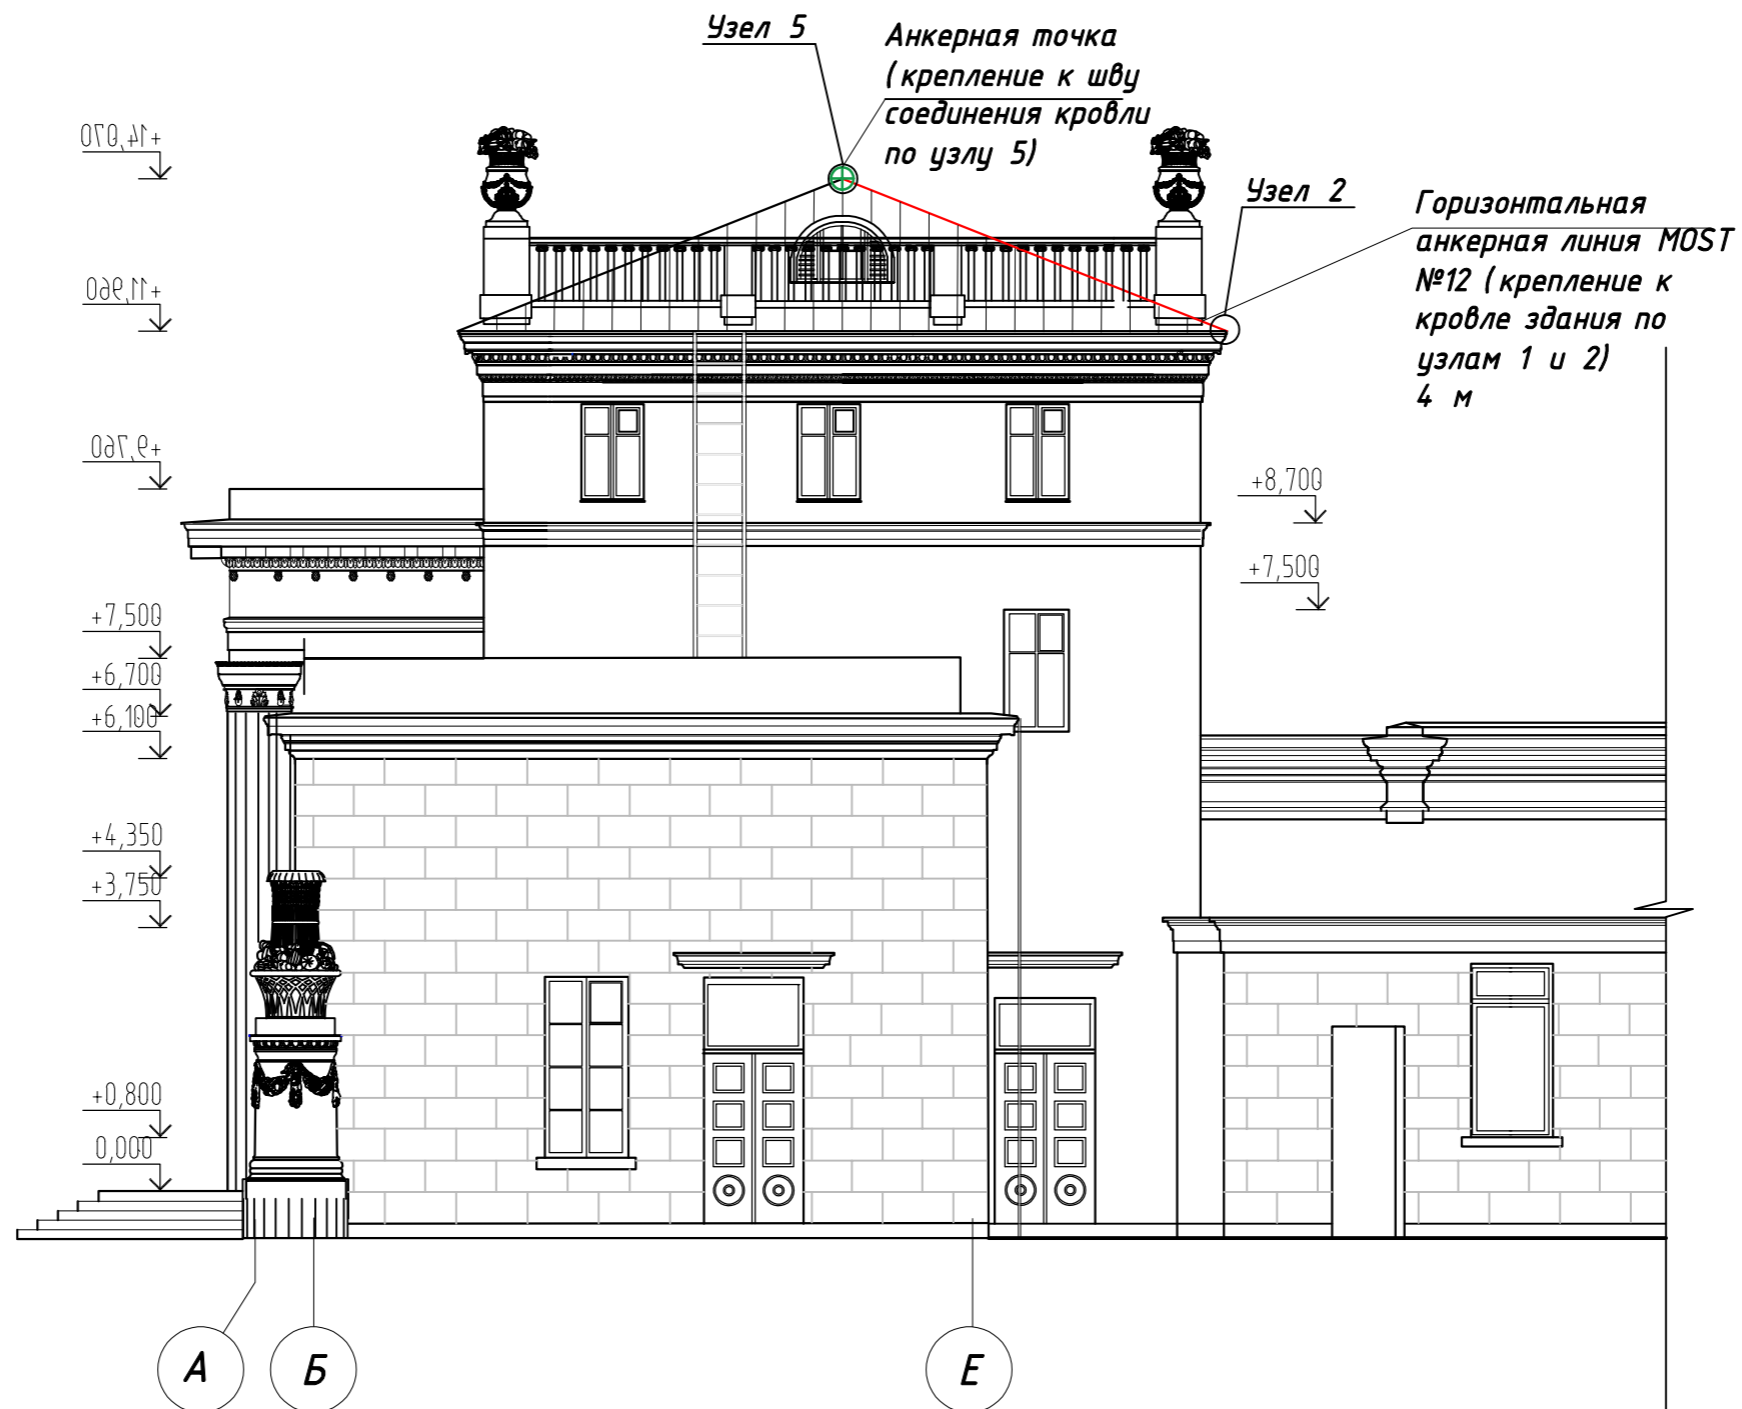 Узел 5
Анкерная точка
(крепление к шву
соединения кровли
по узлу 5)
Узел 2
Горизонтальная
анкерная линия MOST
№12 (крепление к
кровле здания по
узлам 1 и 2)
4 м
+14,070
+11,960
+9,760
+8,700
+7,500
+7,500
+6,700
+6,100
+4,350
+3,750
+0,800
0,000
А
Б
Е